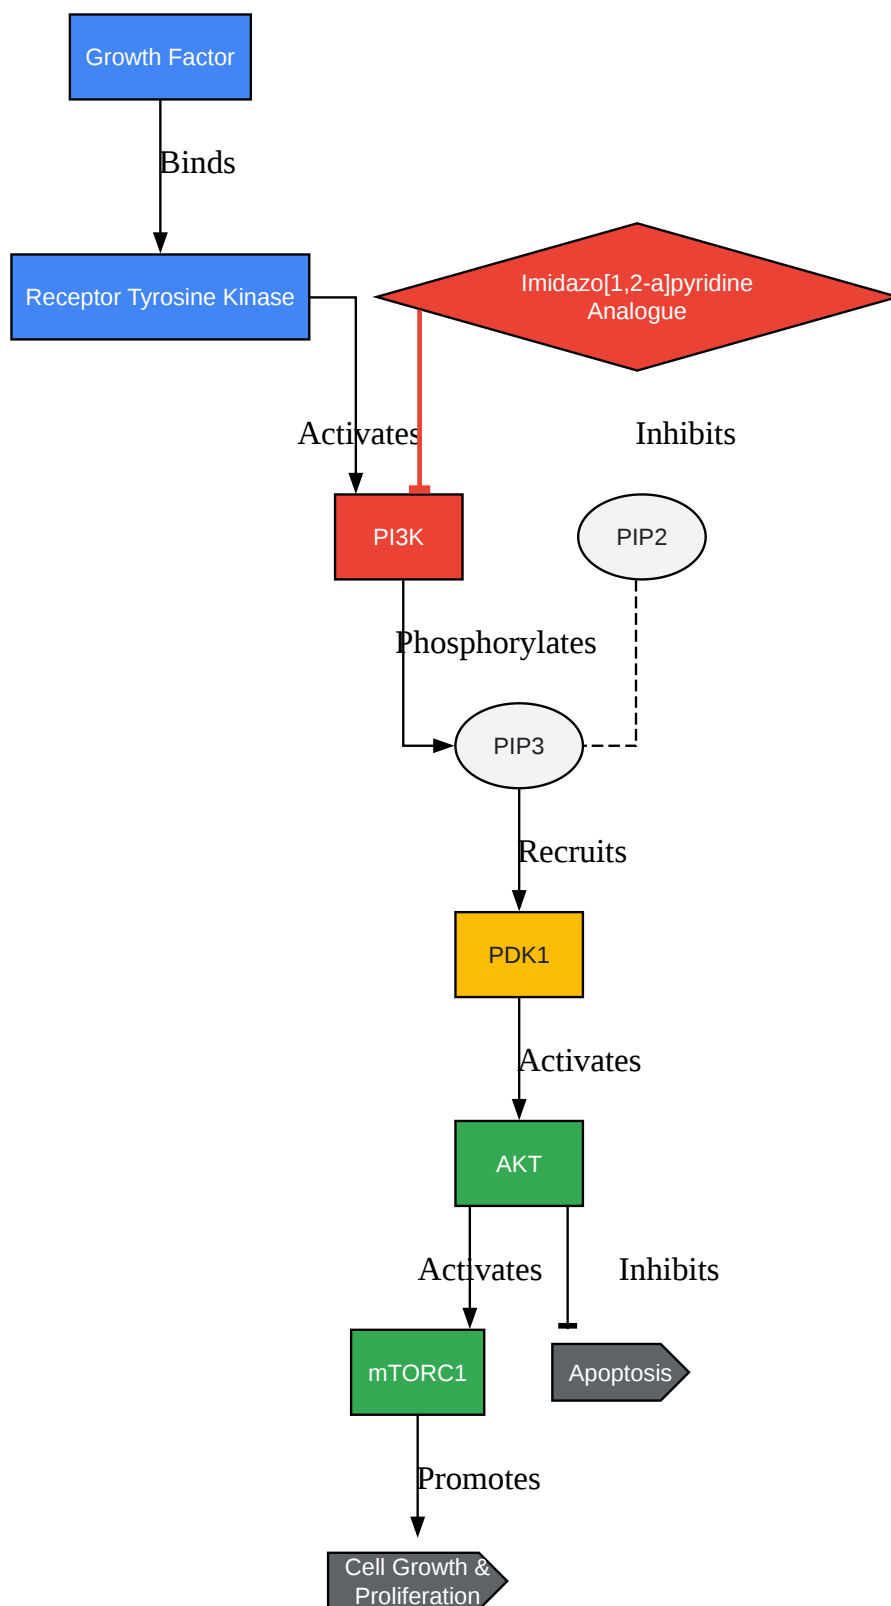 Growth Factor
Binds
Receptor Tyrosine Kinase
Imidazo[1,2-a]pyridine
Analogue
Activates
Inhibits
PI3K
PIP2
Phosphorylates
PIP3
Recruits
PDK1
Activates
AKT
Activates
Inhibits
mTORC1
Apoptosis
Promotes
Cell Growth &
Proliferation